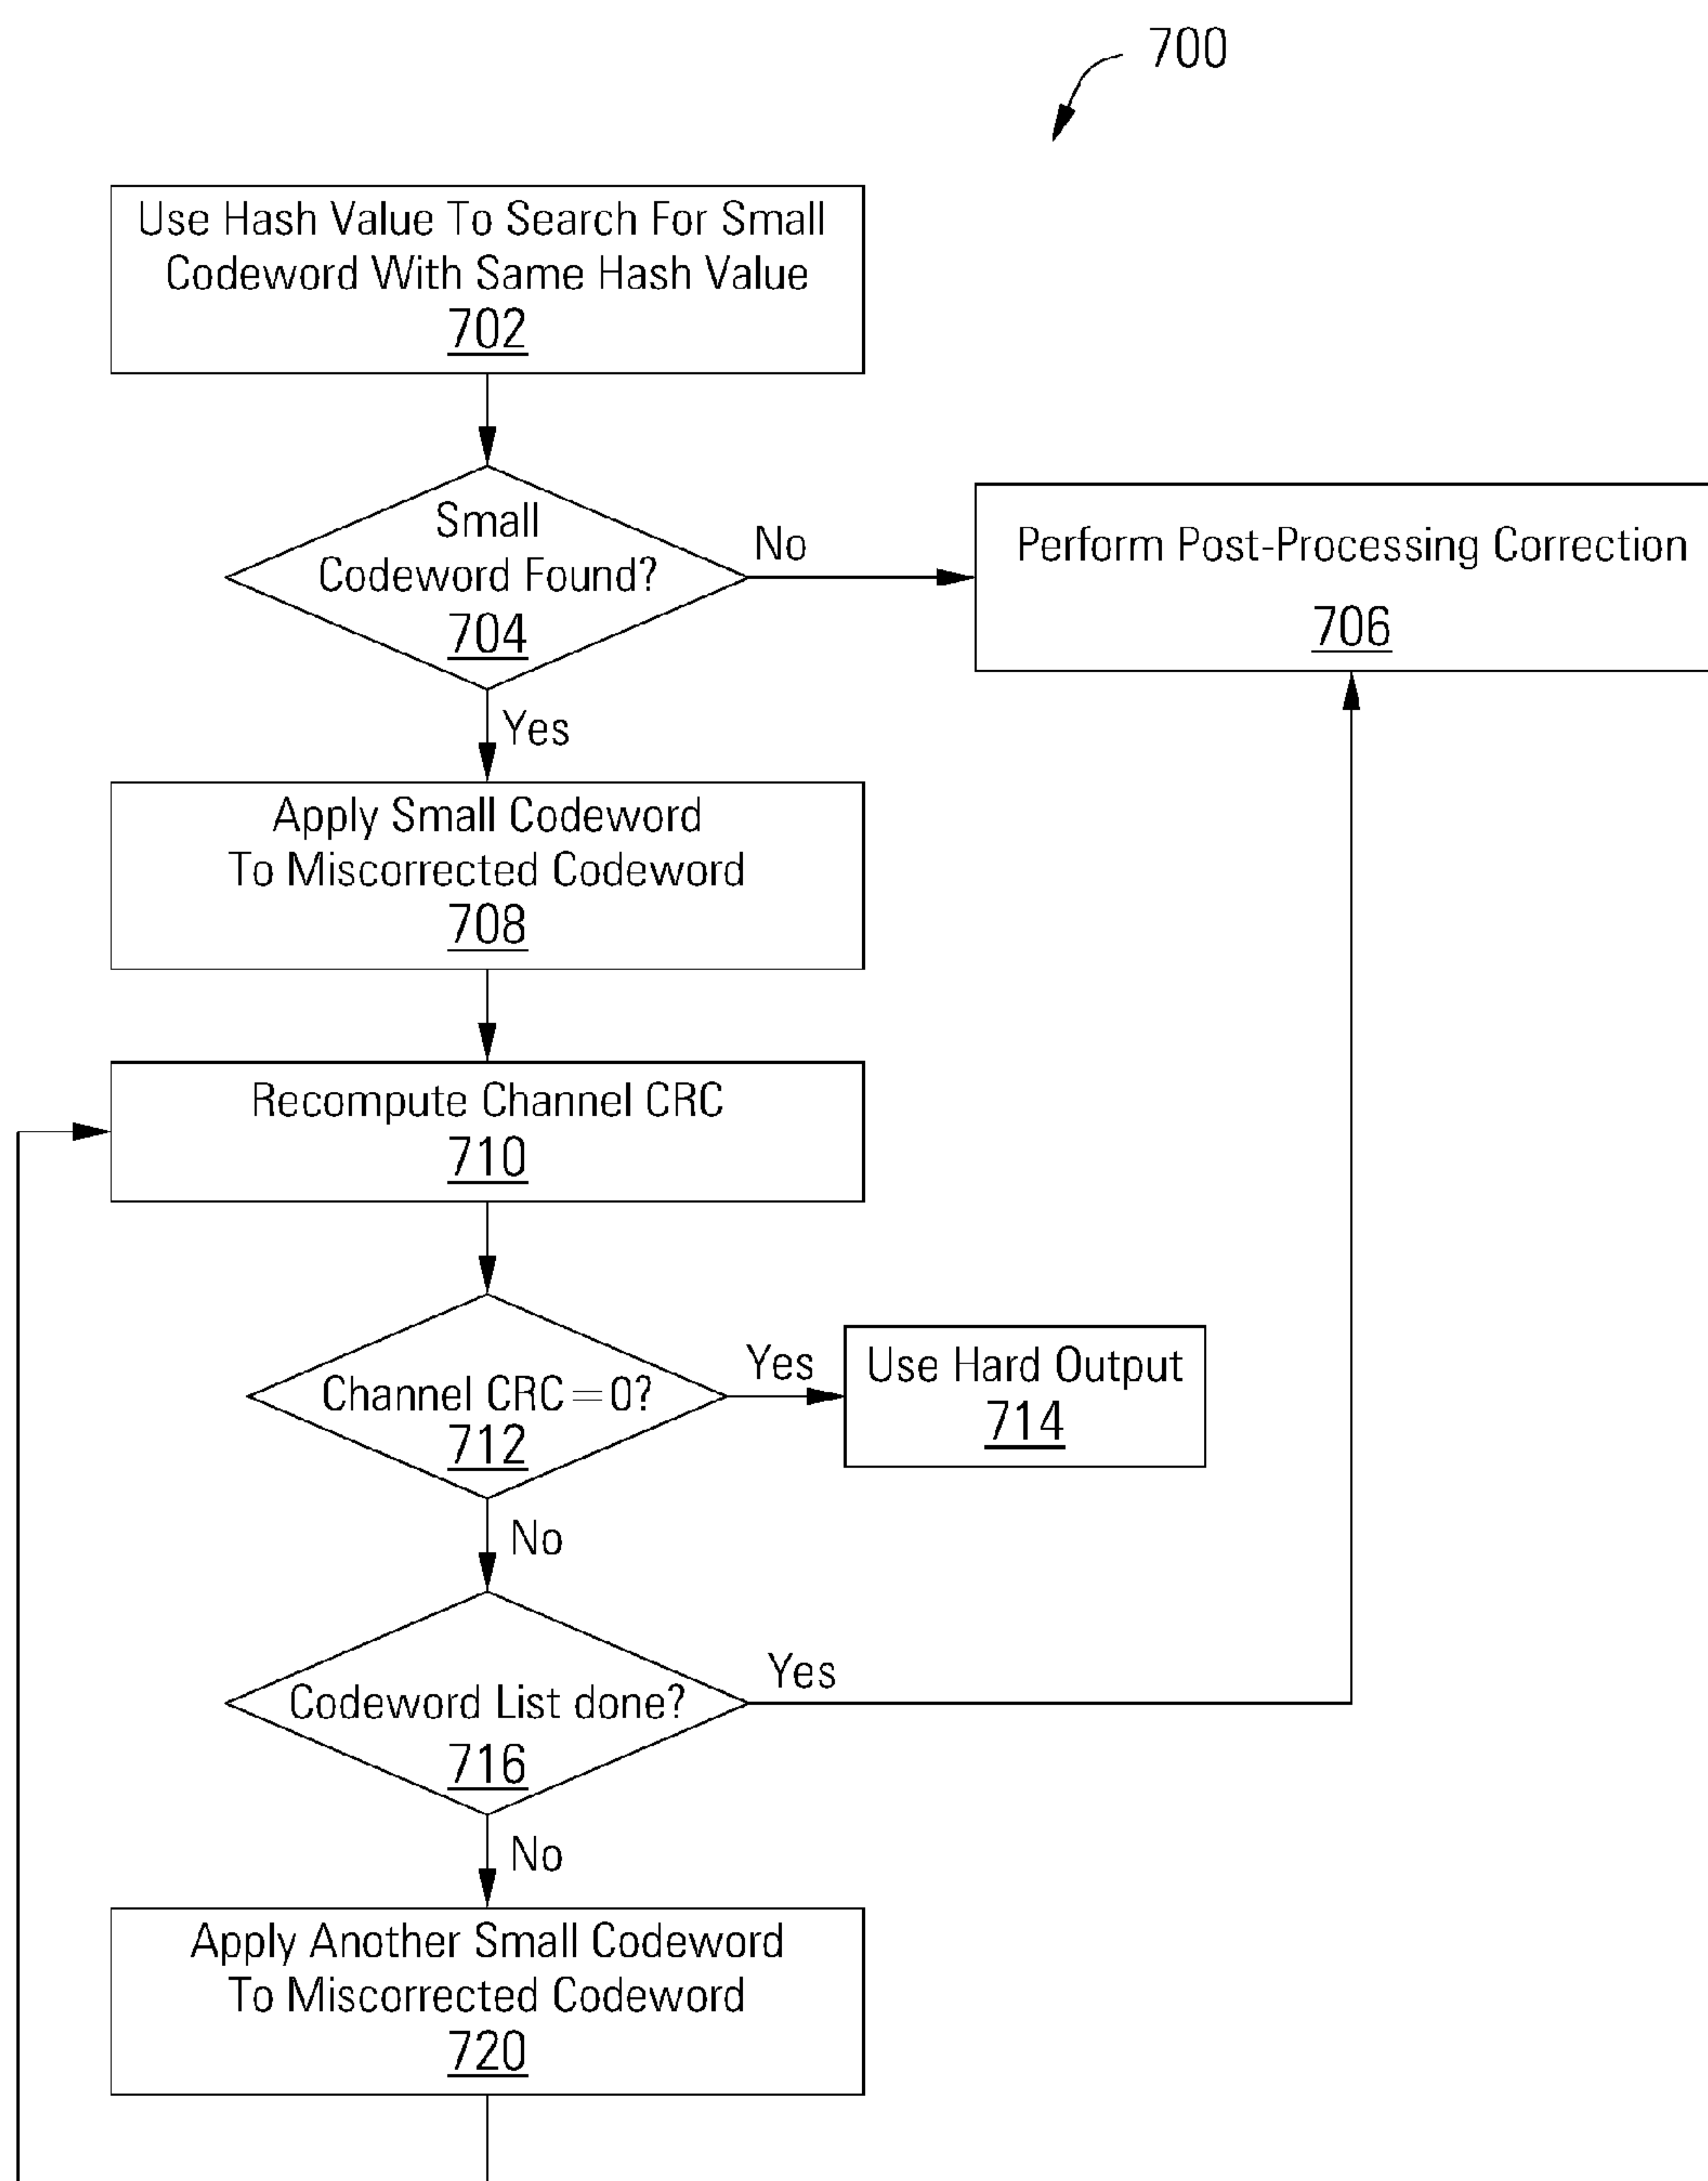 700
Use Hash Value To Search For Small
Codeword With Same Hash Value
702
Small
Codeword Found?
704
No
Perform Post-Processing Correction
706
Yes
Apply Small Codeword
To Miscorrected Codeword
708
Recompute Channel CRC
710
Channel CRC=0?
712
Yes
Use Hard Output
714
No
Codeword List done?
716
Yes
No
Apply Another Small Codeword
To Miscorrected Codeword
720